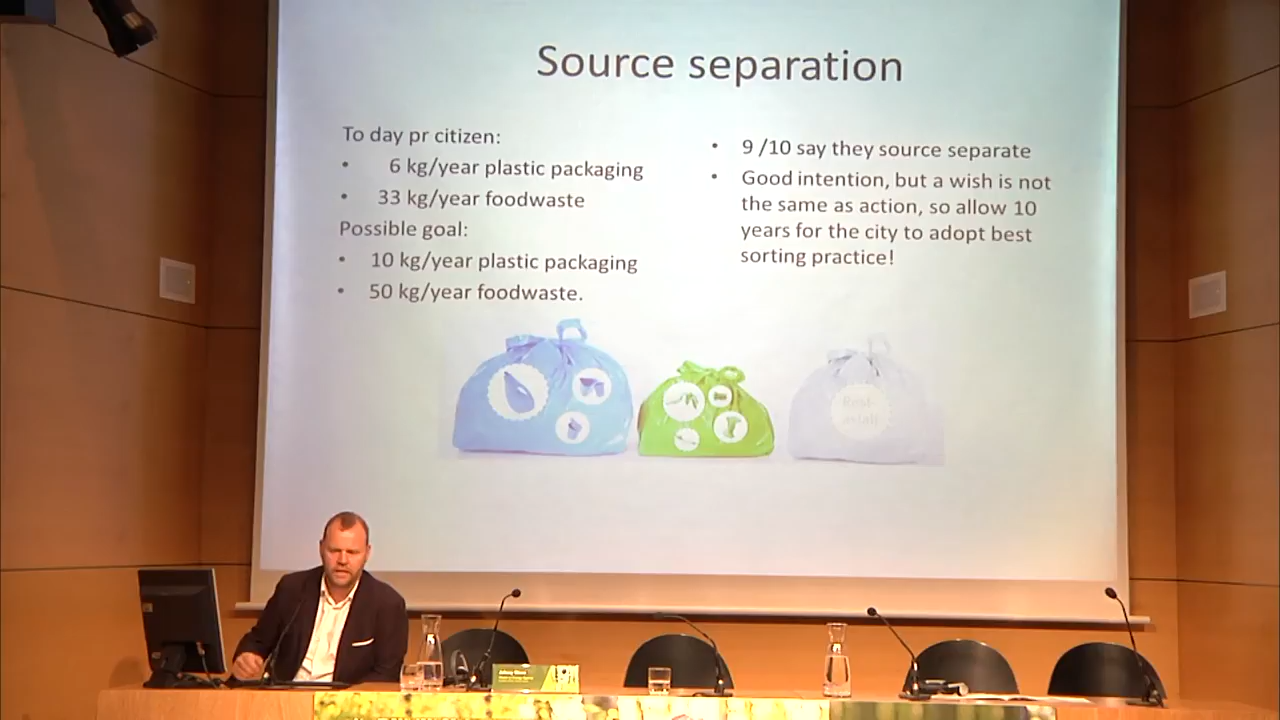 Source separation
To day pr citizen:
• 6 kg/year plastic packaging
• 33 kg/year foodwaste
Possible goal:
• 10 kg/year plastic packaging
• 50 kg/year foodwaste.
• 9 /10 say they source separate
• Good intention, but a wish is not
the same as action, so allow 10
years for the city to adopt best
sorting practice!
Rest-
avfall